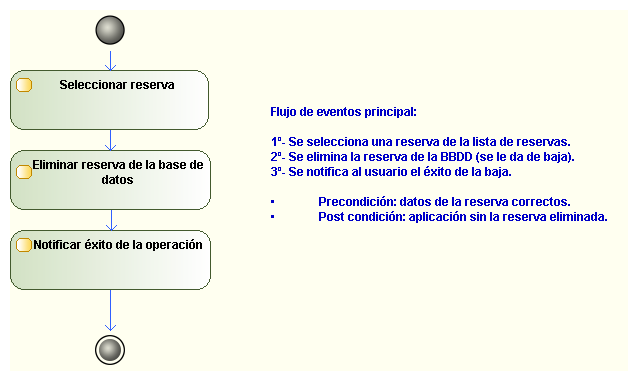 Seleccionar reserva
Eliminar reserva de la base de
datos
Notificar éxito de la operación
Flujo de eventos principal:
1º- Se selecciona una reserva de la lista de reservas.
2º- Se elimina la reserva de la BBDD (se le da de baja).
3º- Se notifica al usuario el éxito de la baja.
• Precondición: datos de la reserva correctos.
• Post condición: aplicación sin la reserva eliminada.